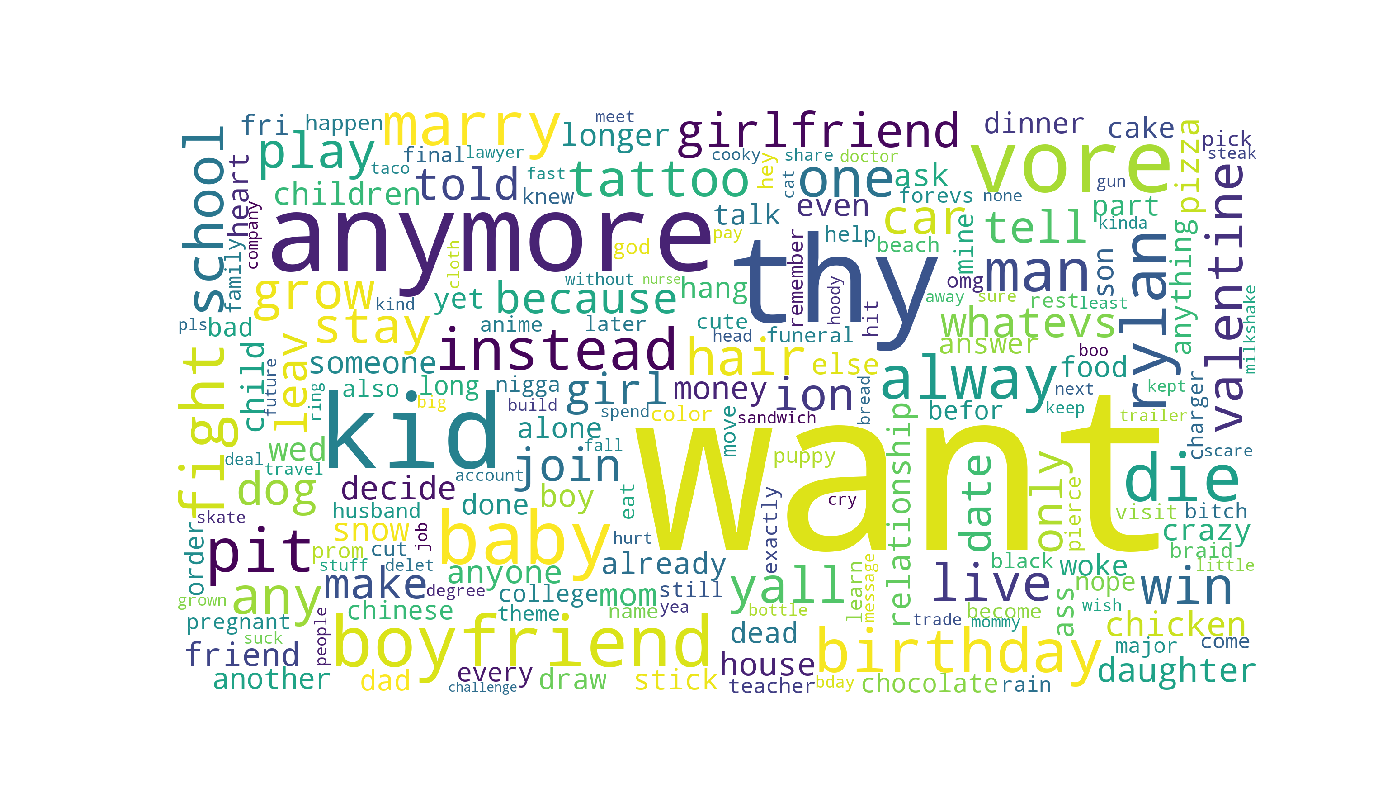 want
anymore
thy
kid
vore
boyfriend
baby
instead
birthday
rylan
valentine
fight
school
marry
girlfriend
play
tattoo
one
car
man
tell
die
alway
whatevs
told
grow
stay
because
hair
girl
ion
join
pit
any
make
yall
live
win
date
only
relationship
leav
dog
decide
someone
children
longer
fri
happen
meet
final
lawyer
taco
heart
company
family
knew
fast
cooky
share
doctor
hey
cat
ask
dinner
cake
pick
steak
pizza
gun
none
forevs
part
kinda
even
talk
help
beach
mine
omg
son
anything
milkshake
pay
god
cloth
without
nurse
hang
remember
hoody
hit
away
sure
rest
least
kind
yet
anime
later
cute
head
funeral
answer
boo
pls
bad
child
future
ring
also
long
big
nigga
build
money
else
food
next
keep
kept
trailer
charger
scare
spend
color
move
sandwich
bread
befor
wed
deal
travel
alone
fall
account
puppy
husband
done
boy
eat
cry
exactly
pierce
visit
bitch
crazy
skate
order
snow
prom
cut
job
stuff
delet
hurt
already
anyone
black
woke
nope
braid
little
grown
pregnant
suck
people
chinese
degree
college
theme
mom
still
yea
name
bottle
learn
message
trade
become
mommy
ass
wish
chicken
major
come
friend
another
dad
every
challenge
draw
stick
dead
house
teacher
bday
chocolate
rain
daughter